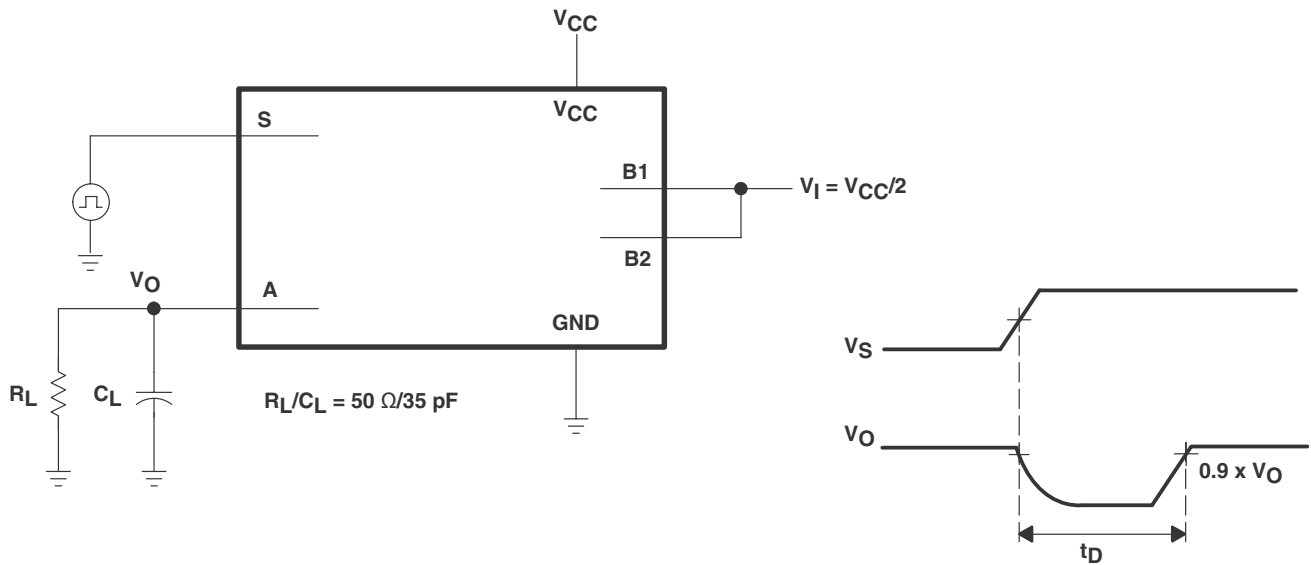 VCC
VCC
S
B1
VI = VCC/2
B2
VO
A
GND
RL
CL
RL/CL = 50 Ω/35 pF
VS
VO
0.9 x VO
tD